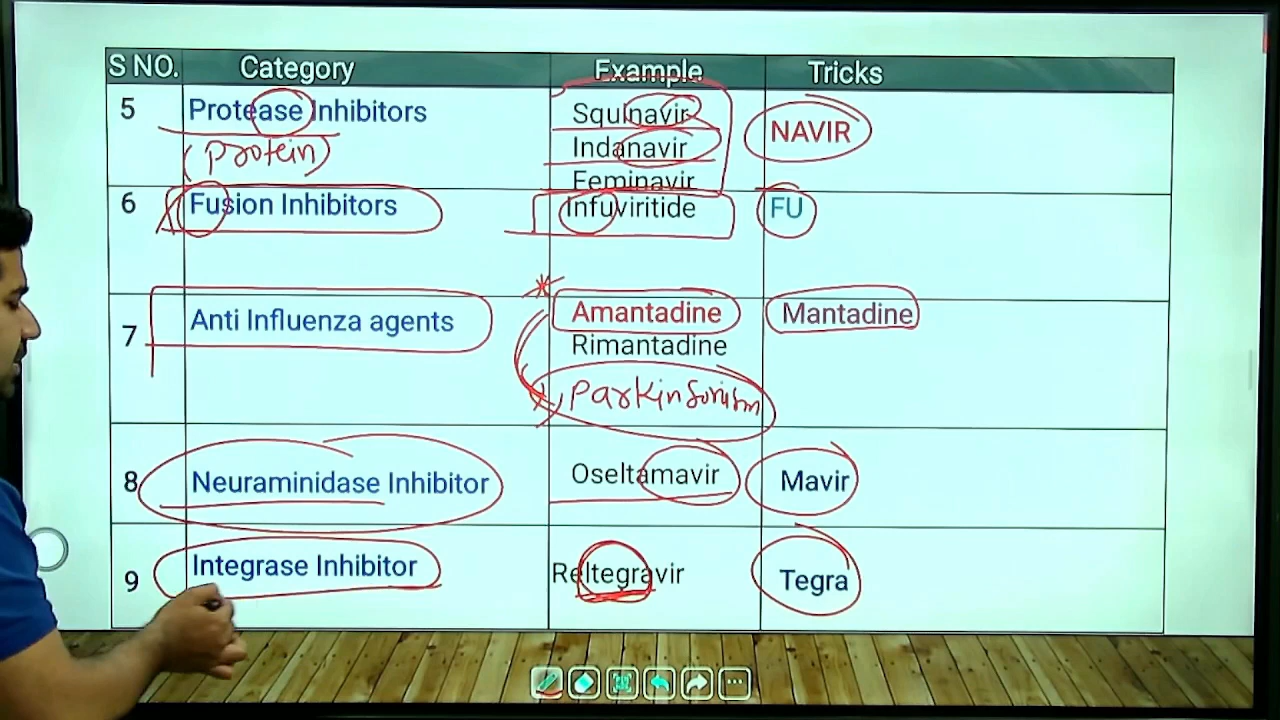 S NO. Category Example Tricks
5 Protease Inhibitors Squinavir NAVIR
(Protein) Indanavir
Feminavir
6 Fusion Inhibitors Infuviritide FU
7 Anti Influenza agents Amantadine Mantadine
Rimantadine
Parkinsonism
8 Neuraminidase Inhibitor Oseltamavir Mavir
9 Integrase Inhibitor Reltegravir Tegra